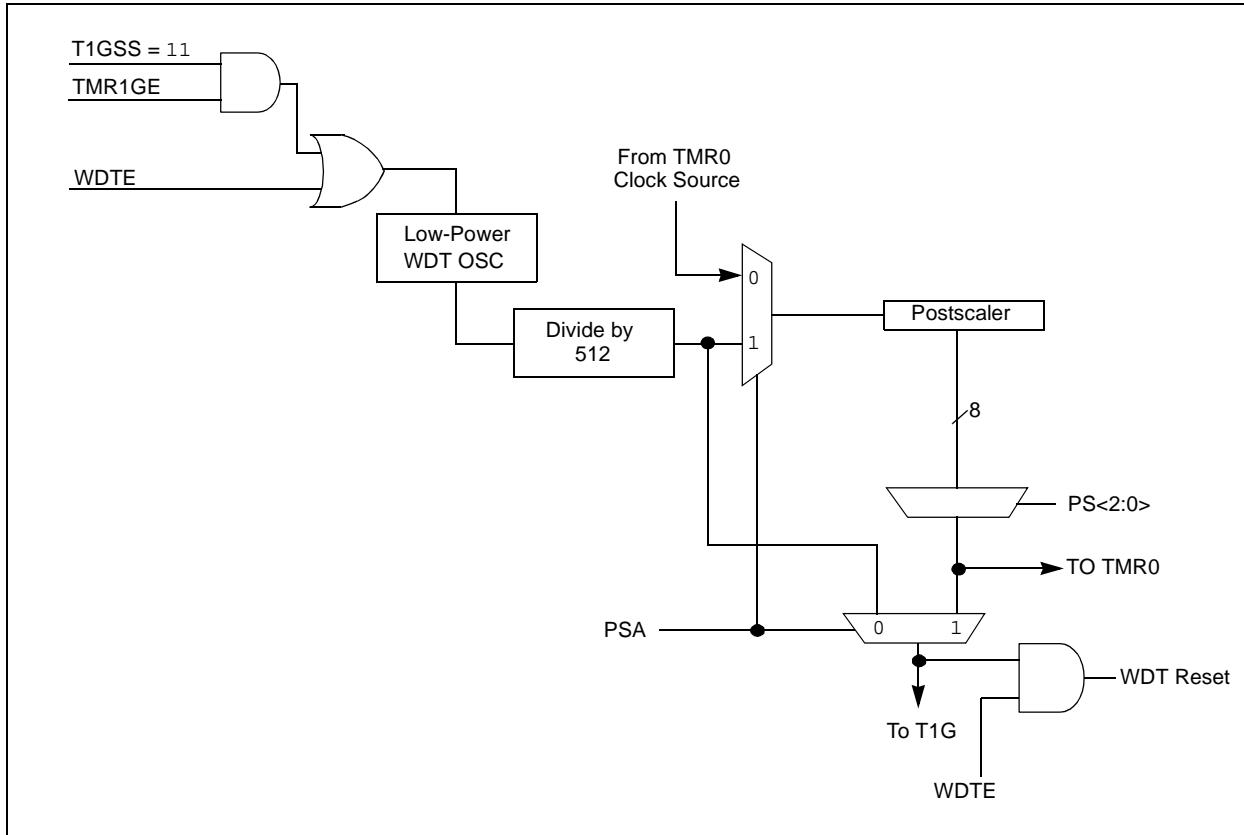 T1GSS = 11
TMR1GE
WDTE
From TMR0
Clock Source
Low-Power
WDT OSC
0
Divide by
512
1
Postscaler
8
PS<2:0>
TO TMR0
PSA
0
1
WDT Reset
To T1G
WDTE